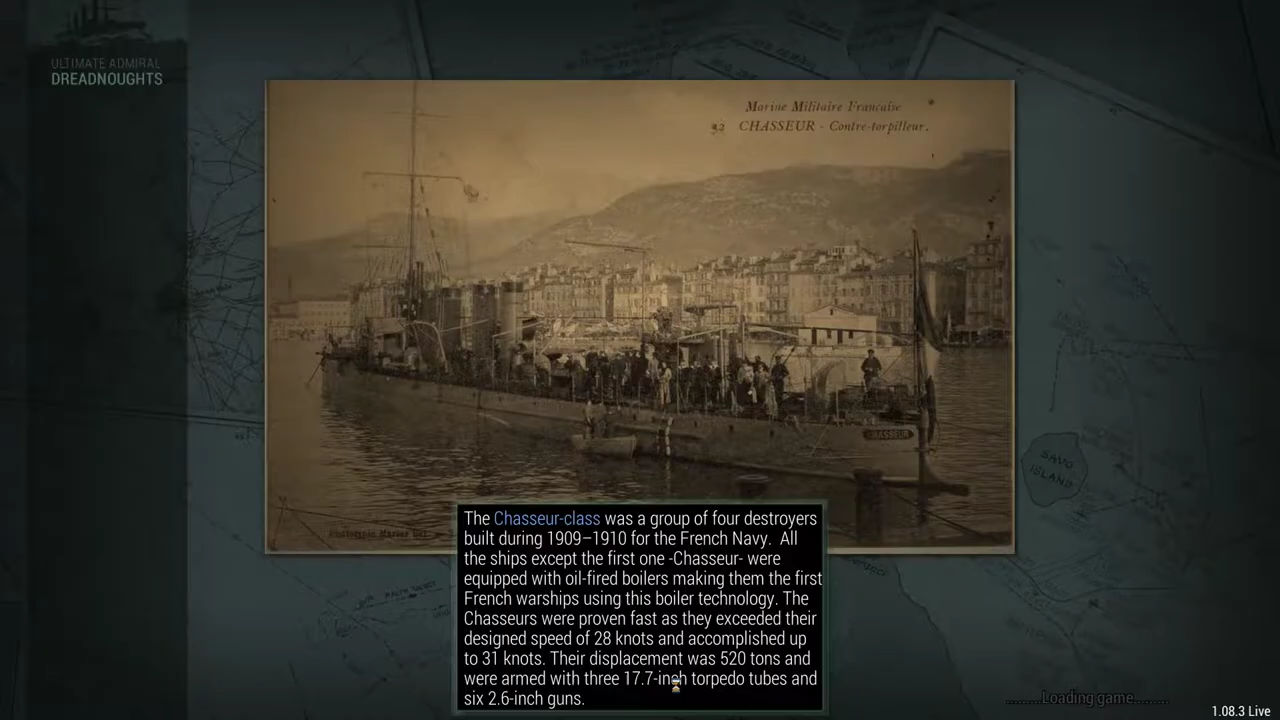 ULTIMATE ADMIRAL
DREADNOUGHTS
Marine Militaire Francaise
32 CHASSEUR - Contre-torpilleur.
CHASSEUR
SAVO
ISLAND
The Chasseur-class was a group of four destroyers
built during 1909–1910 for the French Navy. All
the ships except the first one -Chasseur- were
equipped with oil-fired boilers making them the first
French warships using this boiler technology. The
Chasseurs were proven fast as they exceeded their
designed speed of 28 knots and accomplished up
to 31 knots. Their displacement was 520 tons and
were armed with three 17.7-inch torpedo tubes and
six 2.6-inch guns.
Loading game
1.08.3 Live